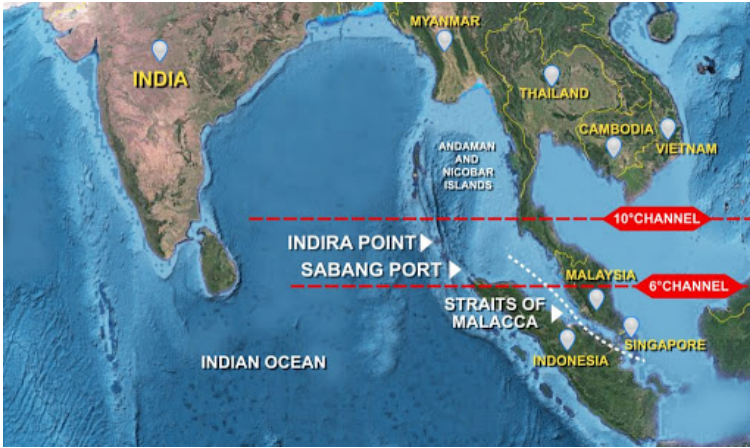 MYANMAR
INDIA
THAILAND
CAMBODIA
VIETNAM
ANDAMAN
AND
NICOBAR
ISLANDS
10°CHANNEL
INDIRA POINT
SABANG PORT
MALAYSIA
6°CHANNEL
STRAITS OF
MALACCA
SINGAPORE
INDONESIA
INDIAN OCEAN